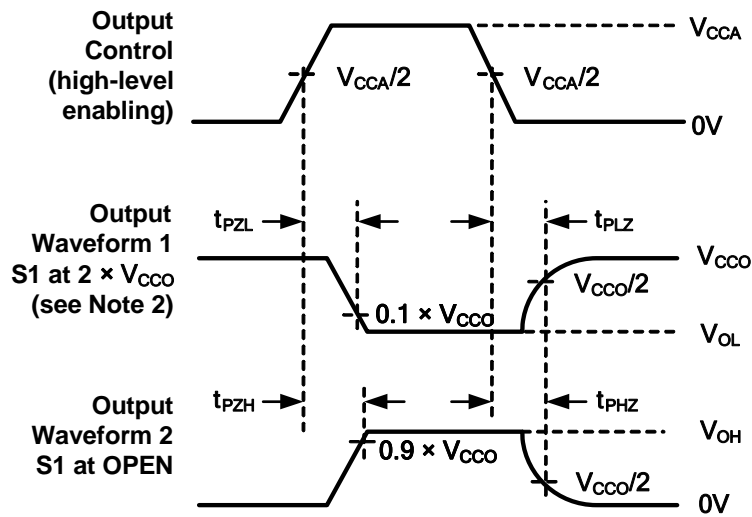 Output
Control
(high-level
enabling)
V_CCA
V_CCA/2
V_CCA/2
0V
Output
Waveform 1
S1 at 2 × V_CCO
(see Note 2)
t_PZL
t_PLZ
V_CCO
V_CCO/2
0.1 × V_CCO
V_OL
Output
Waveform 2
S1 at OPEN
t_PZH
t_PHZ
V_OH
0.9 × V_CCO
V_CCO/2
0V